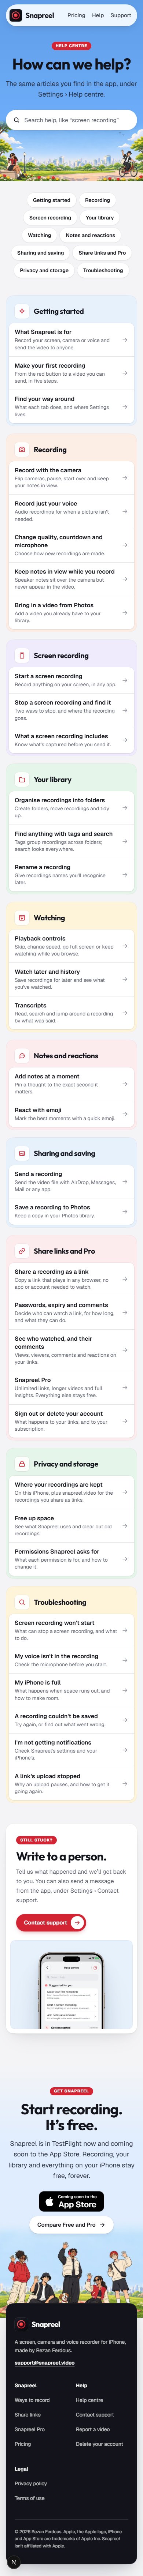 Snapreel
Pricing
Help
Support
HELP CENTRE
How can we help?
The same articles you find in the app, under
Settings › Help centre.
Search help, like “screen recording”
Getting started
Recording
Screen recording
Your library
Watching
Notes and reactions
Sharing and saving
Share links and Pro
Privacy and storage
Troubleshooting
Getting started
What Snapreel is for
Record your screen, camera or voice and
send the video to anyone.
Make your first recording
From the red button to a video you can
send, in five steps.
Find your way around
What each tab does, and where Settings
lives.
Recording
Record with the camera
Flip cameras, pause, start over and keep
your notes in view.
Record just your voice
Audio recordings for when a picture isn't
needed.
Change quality, countdown and
microphone
Choose how new recordings are made.
Keep notes in view while you record
Speaker notes sit over the camera but
never appear in the video.
Bring in a video from Photos
Add a video you already have to your
library.
Screen recording
Start a screen recording
Record anything on your screen, in any app.
Stop a screen recording and find it
Two ways to stop, and where the recording
goes.
What a screen recording includes
Know what's captured before you send it.
Your library
Organise recordings into folders
Create folders, move recordings and tidy
up.
Find anything with tags and search
Tags group recordings across folders;
search looks everywhere.
Rename a recording
Give recordings names you'll recognise
later.
Watching
Playback controls
Skip, change speed, go full screen or keep
watching while you browse.
Watch later and history
Save recordings for later and see what
you've watched.
Transcripts
Read, search and jump around a recording
by what was said.
Notes and reactions
Add notes at a moment
Pin a thought to the exact second it
matters.
React with emoji
Mark the best moments with a quick emoji.
Sharing and saving
Send a recording
Send the video file with AirDrop, Messages,
Mail or any app.
Save a recording to Photos
Keep a copy in your Photos library.
Share links and Pro
Share a recording as a link
Copy a link that plays in any browser, no
app or account needed to watch.
Passwords, expiry and comments
Decide who can watch a link, for how long,
and what they can do.
See who watched, and their
comments
Views, viewers, comments and reactions on
your links.
Snapreel Pro
Unlimited links, longer videos and full
insights. Everything else stays free.
Sign out or delete your account
What happens to your links, and to your
subscription.
Privacy and storage
Where your recordings are kept
On this iPhone, plus snapreel.video for the
recordings you share as links.
Free up space
See what Snapreel uses and clear out old
recordings.
Permissions Snapreel asks for
What each permission is for, and how to
change it.
Troubleshooting
Screen recording won't start
What can stop a screen recording, and what
to do.
My voice isn't in the recording
Check the microphone before you start.
My iPhone is full
What happens when space runs out, and
how to make room.
A recording couldn't be saved
Try again, or find out what went wrong.
I'm not getting notifications
Check Snapreel's settings and your
iPhone's.
A link's upload stopped
Why an upload pauses, and how to get it
going again.
STILL STUCK?
Write to a person.
Tell us what happened and we'll get back
to you. You can also send a message
from the app, under Settings › Contact
support.
Contact support
Help centre
Suggested for you
Getting started
GET SNAPREEL
Start recording.
It's free.
Snapreel is in TestFlight now and coming
soon to the App Store. Recording, your
library and everything on your iPhone stay
free, forever.
Coming soon to the
App Store
Compare Free and Pro
Snapreel
A screen, camera and voice recorder for iPhone,
made by Rezan Ferdous.
support@snapreel.video
Snapreel
Help
Ways to record
Help centre
Share links
Contact support
Snapreel Pro
Report a video
Pricing
Delete your account
Legal
Privacy policy
Terms of use
© 2026 Rezan Ferdous. Apple, the Apple logo, iPhone
and App Store are trademarks of Apple Inc. Snapreel
isn't affiliated with Apple.
N